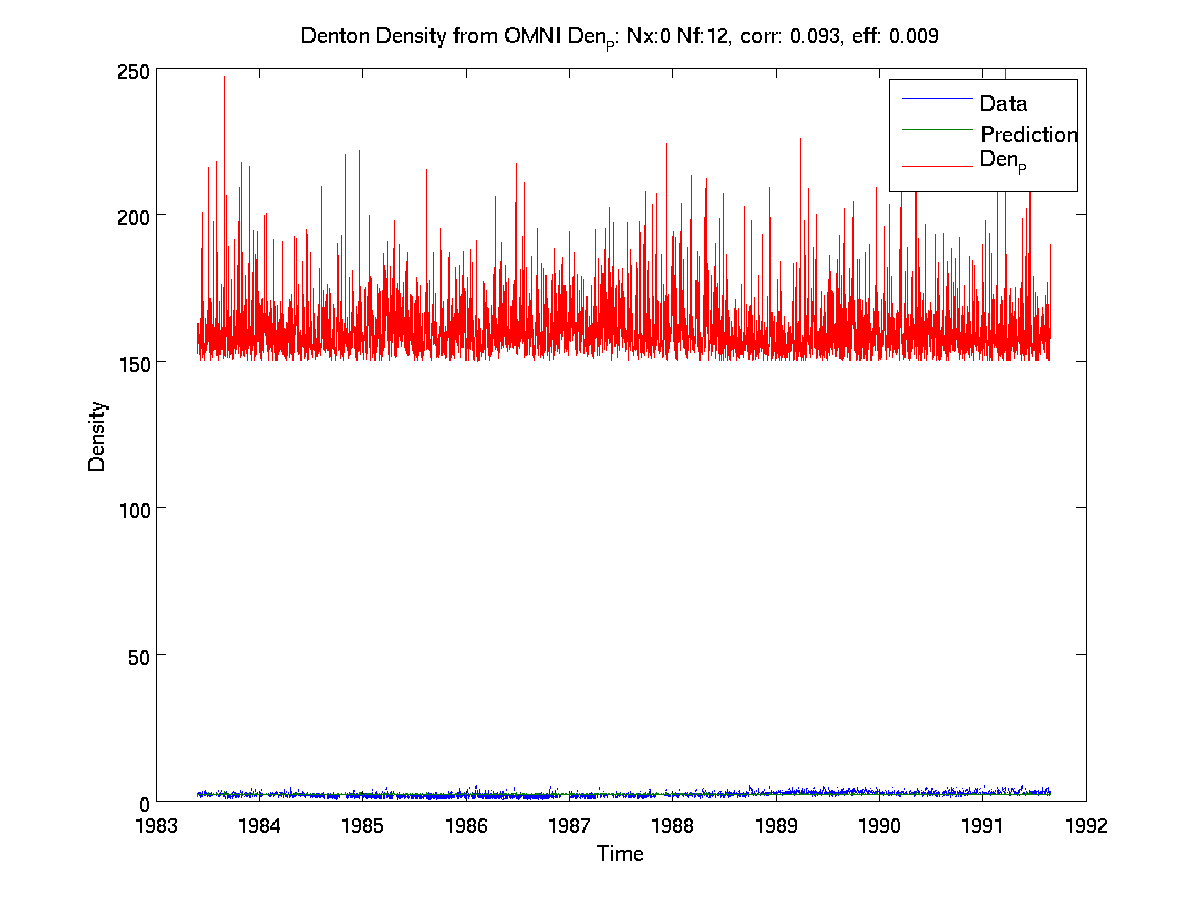 Denton Density from OMNI Den_P: Nx:0 Nf:12, corr: 0.093, eff: 0.009
250
200
150
100
50
0
Density
Data
Prediction
Den_P
1983 1984 1985 1986 1987 1988 1989 1990 1991 1992
Time